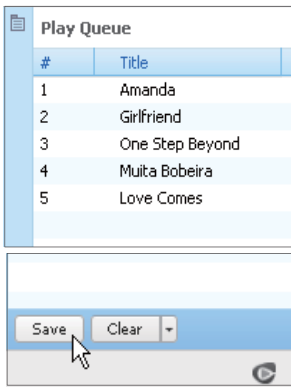 Play Queue
# Title
1 Amanda
2 Girlfriend
3 One Step Beyond
4 Muita Bobeira
5 Love Comes
Save Clear